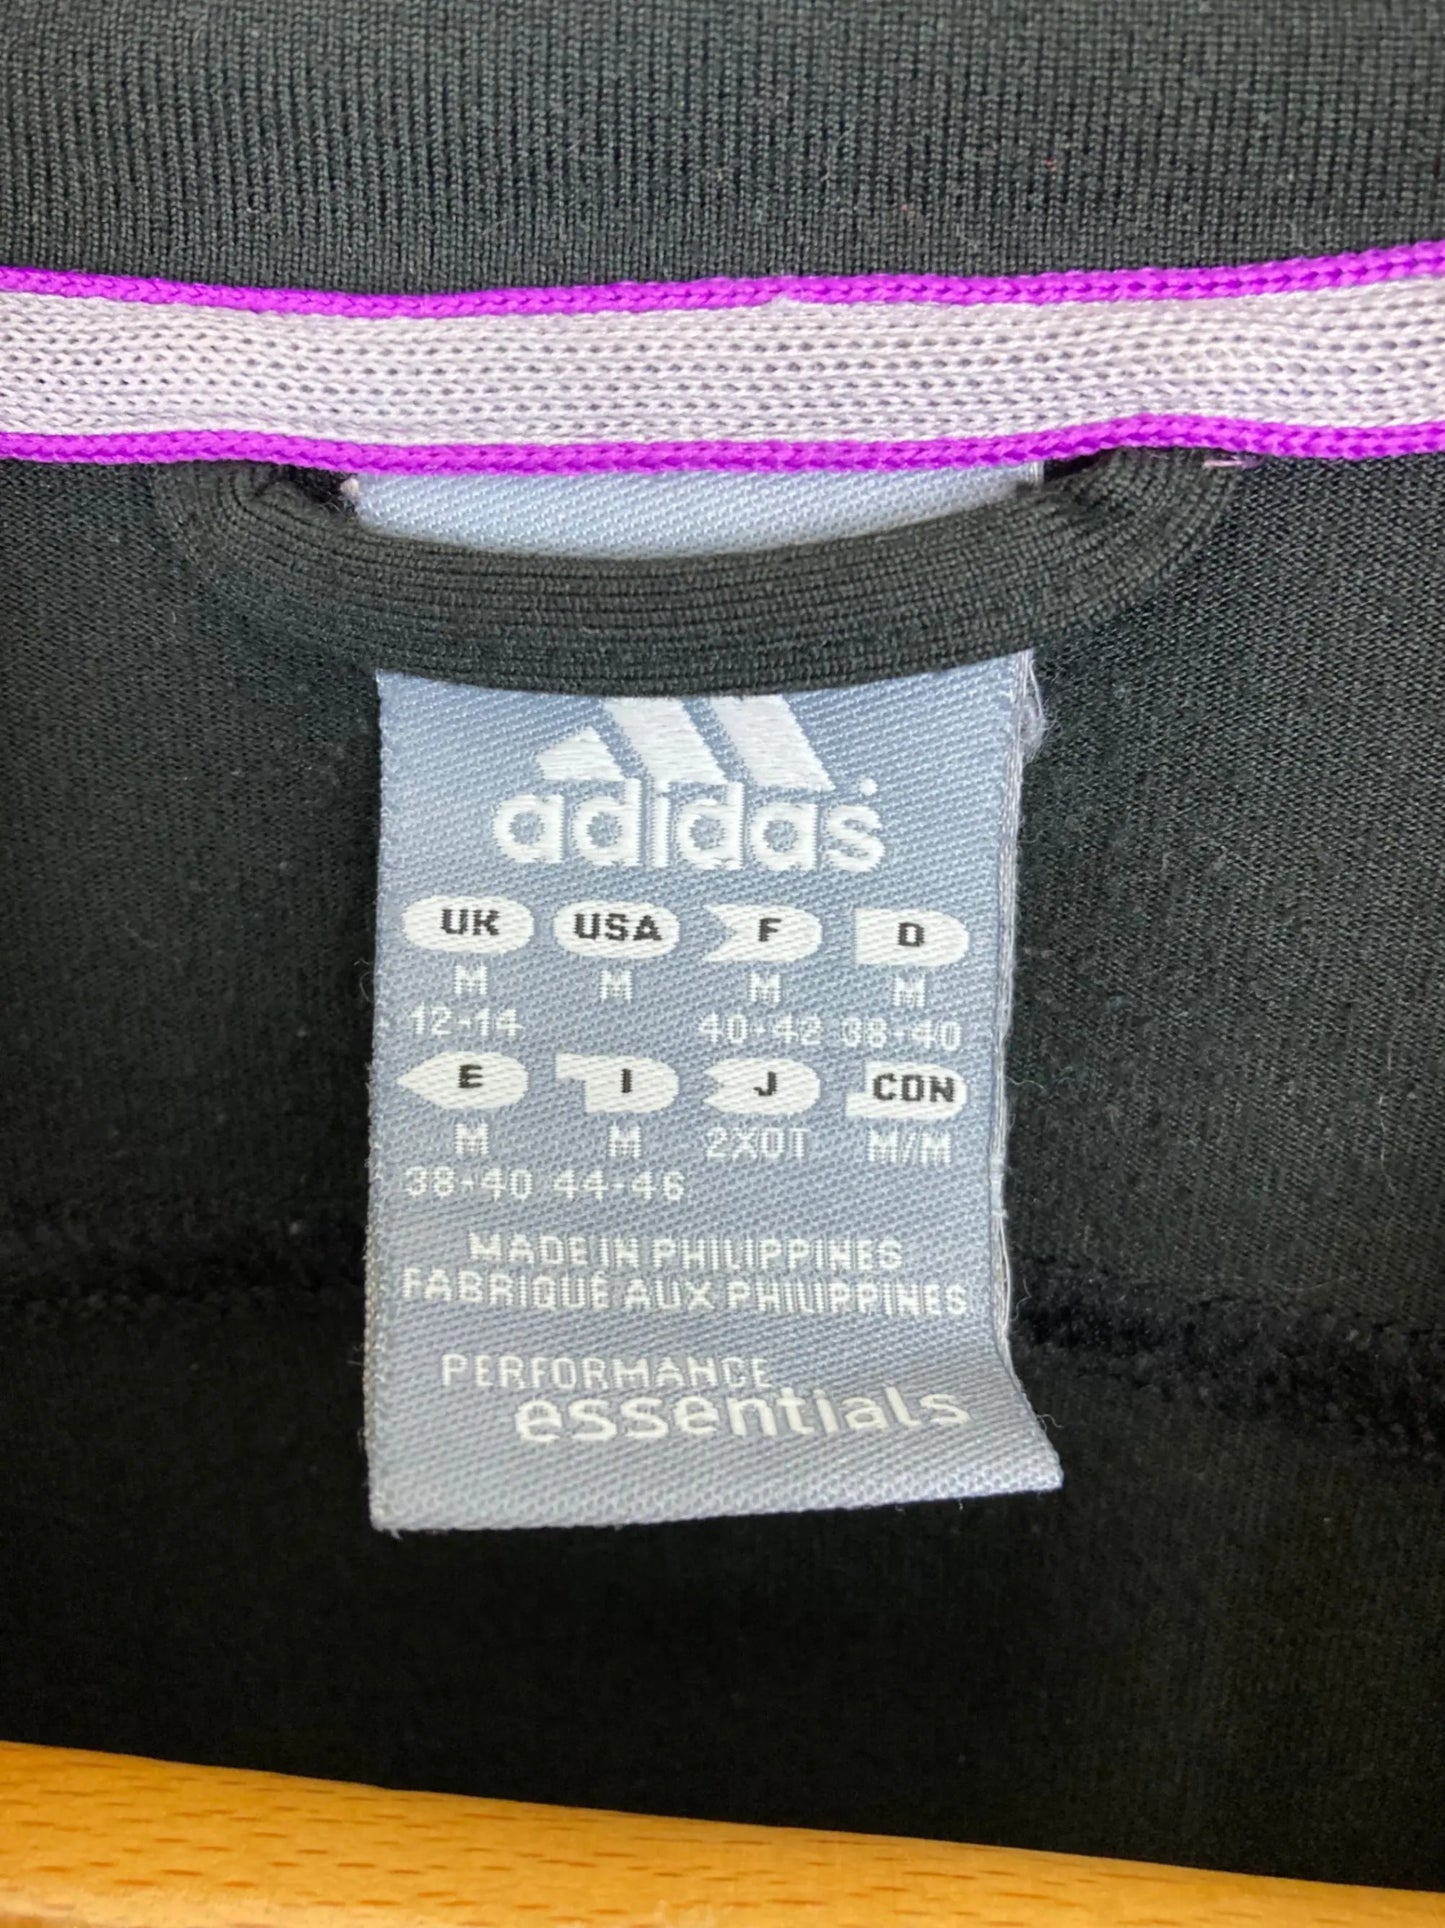 adidas
UK USA F D
M M M M
12-14 40-42 38-40
E I J CDN
M M 2XOT M/M
38-40 44-46
MADE IN PHILIPPINES
FABRIQUÉ AUX PHILIPPINES
PERFORMANCE
essentials